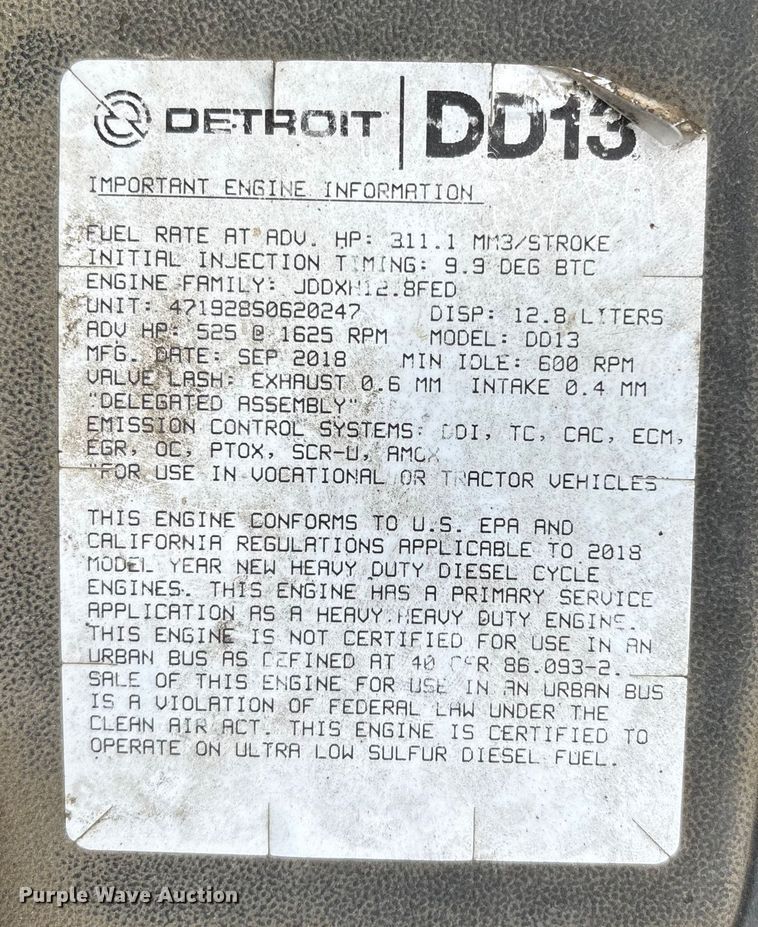 DETROIT | DD13
IMPORTANT ENGINE INFORMATION
FUEL RATE AT ADV. HP: 311.1 MM3/STROKE
INITIAL INJECTION TIMING: 9.9 DEG BTC
ENGINE FAMILY: JDDXH12.8FED
UNIT: 471928S0620247 DISP: 12.8 LITERS
ADV HP: 525 @ 1625 RPM MODEL: DD13
MFG. DATE: SEP 2018 MIN IDLE: 600 RPM
VALVE LASH: EXHAUST 0.6 MM INTAKE 0.4 MM
"DELEGATED ASSEMBLY"
EMISSION CONTROL SYSTEMS: DDI, TC, CAC, ECM,
EGR, OC, PTOX, SCR-U, AMOX
"FOR USE IN VOCATIONAL OR TRACTOR VEHICLES"
THIS ENGINE CONFORMS TO U.S. EPA AND
CALIFORNIA REGULATIONS APPLICABLE TO 2018
MODEL YEAR NEW HEAVY DUTY DIESEL CYCLE
ENGINES. THIS ENGINE HAS A PRIMARY SERVICE
APPLICATION AS A HEAVY HEAVY DUTY ENGINE.
THIS ENGINE IS NOT CERTIFIED FOR USE IN AN
URBAN BUS AS DEFINED AT 40 CFR 86.093-2.
SALE OF THIS ENGINE FOR USE IN AN URBAN BUS
IS A VIOLATION OF FEDERAL LAW UNDER THE
CLEAN AIR ACT. THIS ENGINE IS CERTIFIED TO
OPERATE ON ULTRA LOW SULFUR DIESEL FUEL.
Purple Wave Auction